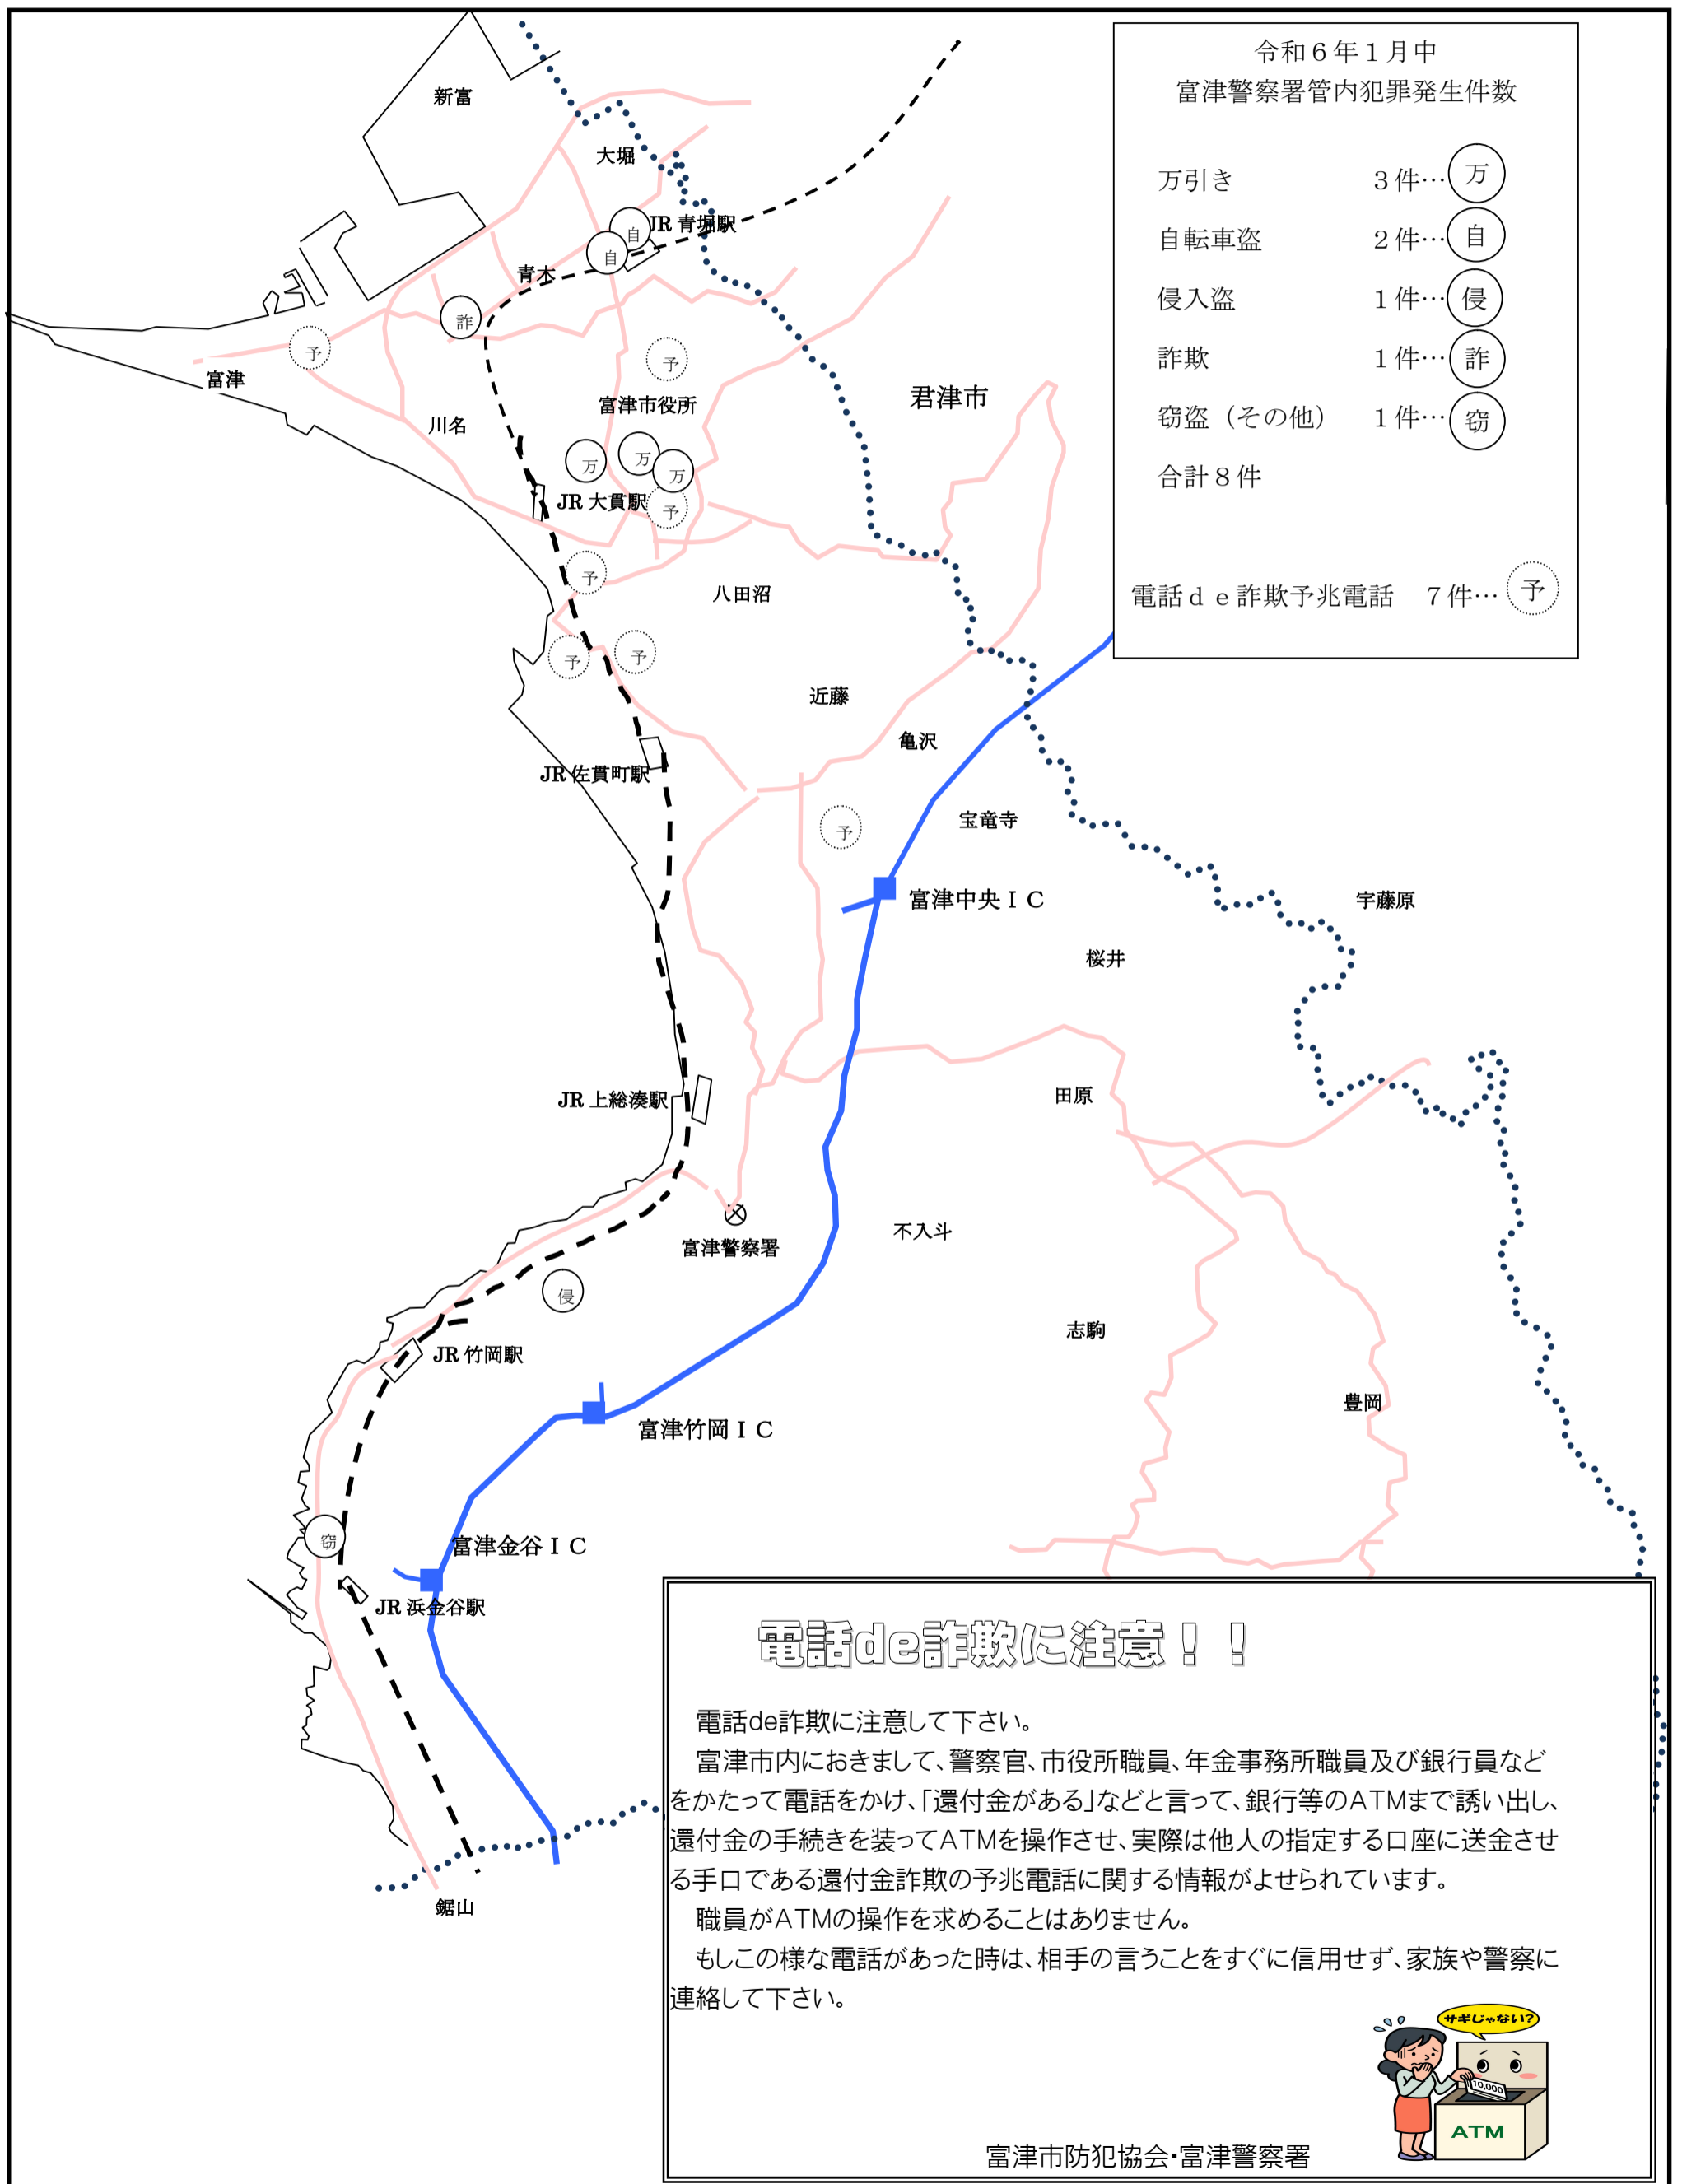 令和６年１月中
富津警察署管内犯罪発生件数
万引き　３件…万
自転車盗　２件…自
侵入盗　１件…侵
詐欺　１件…詐
窃盗（その他）　１件…窃
合計８件
電話ｄｅ詐欺予兆電話　７件…予
新富
大堀
自
JR 青堀駅
自
青木
詐
予
予
富津
富津市役所
君津市
川名
万
万
万
JR 大貫駅
予
予
八田沼
予
予
近藤
亀沢
JR 佐貫町駅
宝竜寺
予
富津中央ＩＣ
宇藤原
桜井
JR 上総湊駅
田原
不入斗
富津警察署
侵
志駒
JR 竹岡駅
豊岡
富津竹岡ＩＣ
窃
富津金谷ＩＣ
JR 浜金谷駅
鋸山
電話de詐欺に注意！！
電話de詐欺に注意して下さい。
富津市内におきまして、警察官、市役所職員、年金事務所職員及び銀行員など
をかたって電話をかけ、「還付金がある」などと言って、銀行等のATMまで誘い出し、
還付金の手続きを装ってATMを操作させ、実際は他人の指定する口座に送金させ
る手口である還付金詐欺の予兆電話に関する情報がよせられています。
職員がATMの操作を求めることはありません。
もしこの様な電話があった時は、相手の言うことをすぐに信用せず、家族や警察に
連絡して下さい。
サギじゃない?
10,000
ATM
富津市防犯協会・富津警察署